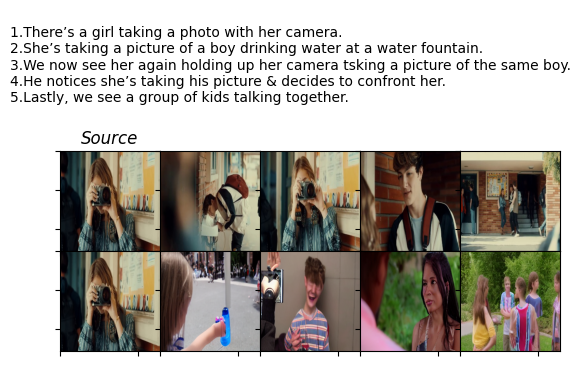 1.There’s a girl taking a photo with her camera.
2.She’s taking a picture of a boy drinking water at a water fountain.
3.We now see her again holding up her camera tsking a picture of the same boy.
4.He notices she’s taking his picture & decides to confront her.
5.Lastly, we see a group of kids talking together.
Source